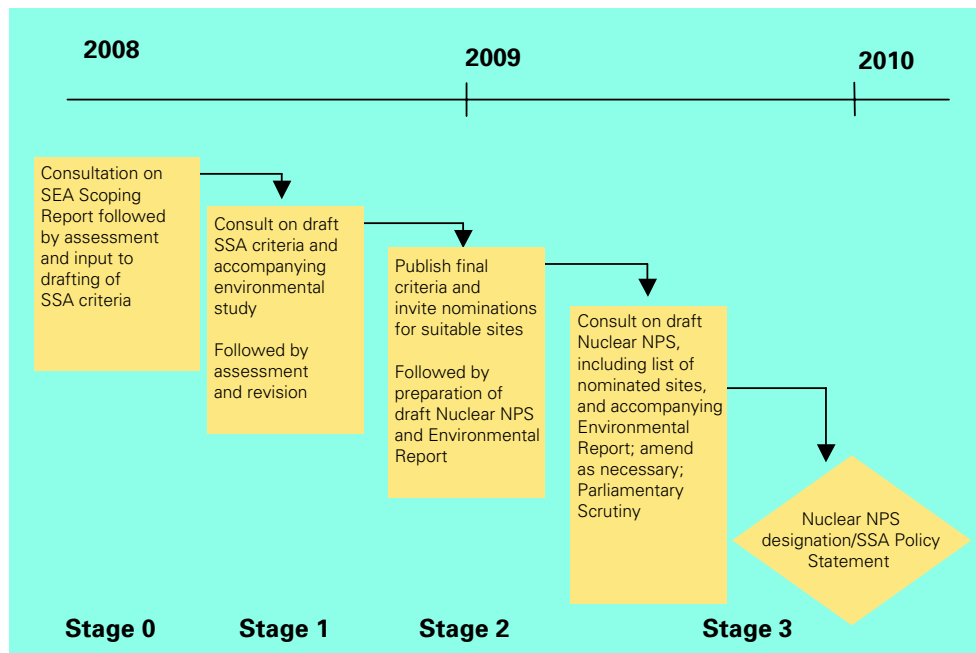 2008
2009
2010
Consultation on
SEA Scoping
Report followed
by assessment
and input to
drafting of
SSA criteria
Consult on draft
SSA criteria and
accompanying
environmental
study
Followed by
assessment
and revision
Publish final
criteria and
invite nominations
for suitable sites
Followed by
preparation of
draft Nuclear NPS
and Environmental
Report
Consult on draft
Nuclear NPS,
including list of
nominated sites,
and accompanying
Environmental
Report; amend
as necessary;
Parliamentary
Scrutiny
Nuclear NPS
designation/SSA Policy
Statement
Stage 0
Stage 1
Stage 2
Stage 3